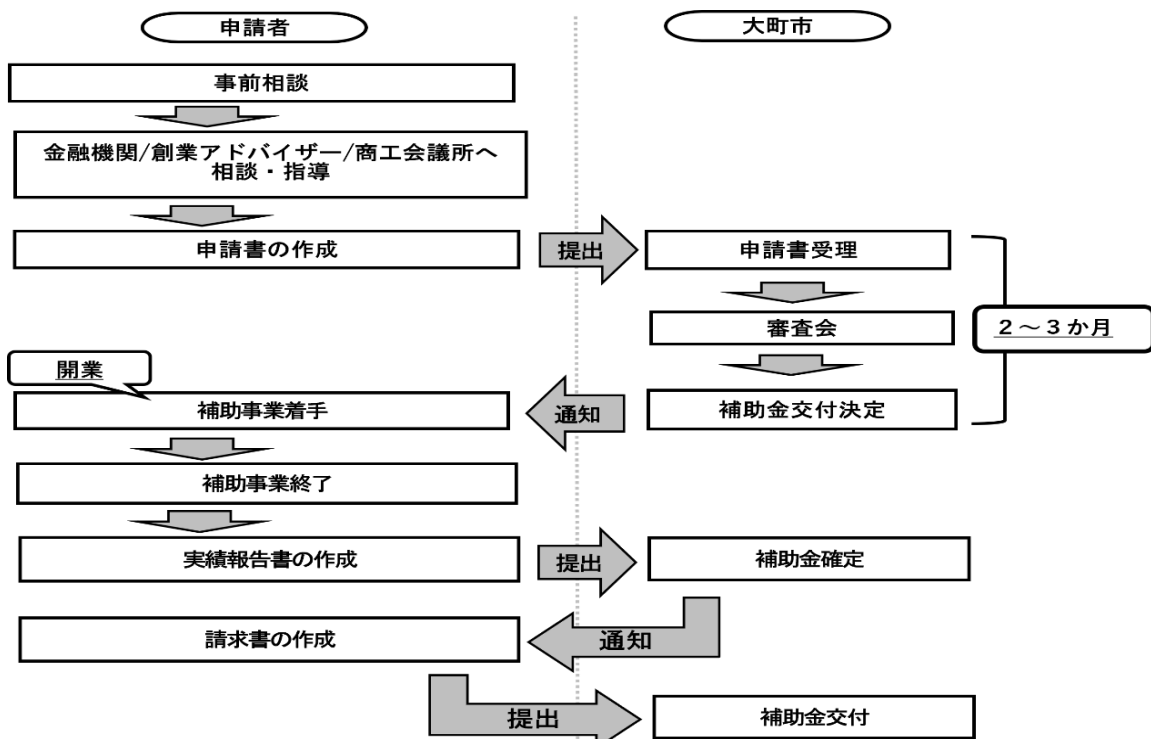 申請者
大町市
事前相談
金融機関/創業アドバイザー/商工会議所へ
相談・指導
申請書の作成
提出
申請書受理
審査会
2～3か月
開業
補助事業着手
通知
補助金交付決定
補助事業終了
実績報告書の作成
提出
補助金確定
請求書の作成
通知
提出
補助金交付